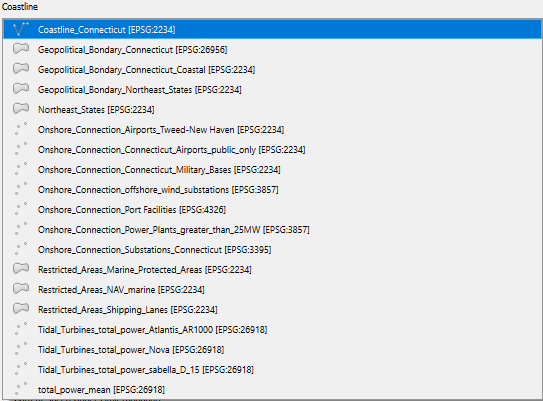 Coastline
Coastline_Connecticut [EPSG:2234]
Geopolitical_Bondary_Connecticut [EPSG:26956]
Geopolitical_Bondary_Connecticut_Coastal [EPSG:2234]
Geopolitical_Bondary_Northeast_States [EPSG:2234]
Northeast_States [EPSG:2234]
Onshore_Connection_Airports_Tweed-New Haven [EPSG:2234]
Onshore_Connection_Connecticut_Airports_public_only [EPSG:2234]
Onshore_Connection_Connecticut_Military_Bases [EPSG:2234]
Onshore_Connection_offshore_wind_substations [EPSG:3857]
Onshore_Connection_Port Facilities [EPSG:4326]
Onshore_Connection_Power_Plants_greater_than_25MW [EPSG:3857]
Onshore_Connection_Substations_Connecticut [EPSG:3395]
Restricted_Areas_Marine_Protected_Areas [EPSG:2234]
Restricted_Areas_NAV_marine [EPSG:2234]
Restricted_Areas_Shipping_Lanes [EPSG:2234]
Tidal_Turbines_total_power_Atlantis_AR1000 [EPSG:26918]
Tidal_Turbines_total_power_Nova [EPSG:26918]
Tidal_Turbines_total_power_sabella_D_15 [EPSG:26918]
total_power_mean [EPSG:26918]